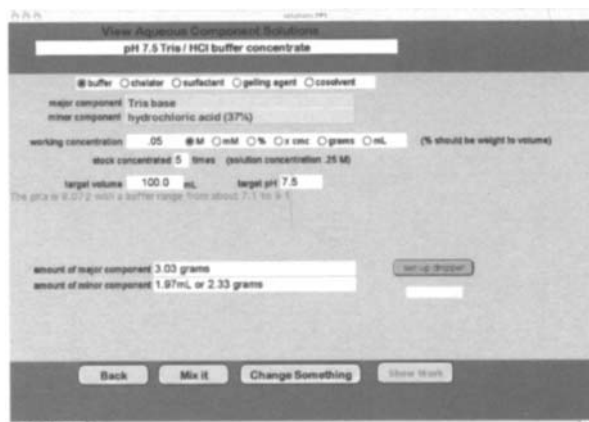 solutions.PPT
View Aqueous Component Solutions
pH 7.5 Tris / HCl buffer concentrate
buffer chelator surfactant gelling agent cosolvent
major component Tris base
minor component hydrochloric acid (37%)
working concentration .05 M mM % x cmc grams mL (% should be weight to volume)
stock concentrated 5 times (solution concentration .25 M)
target volume 100.0 mL target pH 7.5
The pKa is 8.072 with a buffer range from about 7.1 to 9.1
amount of major component 3.03 grams
amount of minor component 1.97mL or 2.33 grams
set up dropper
Back Mix it Change Something Show Work